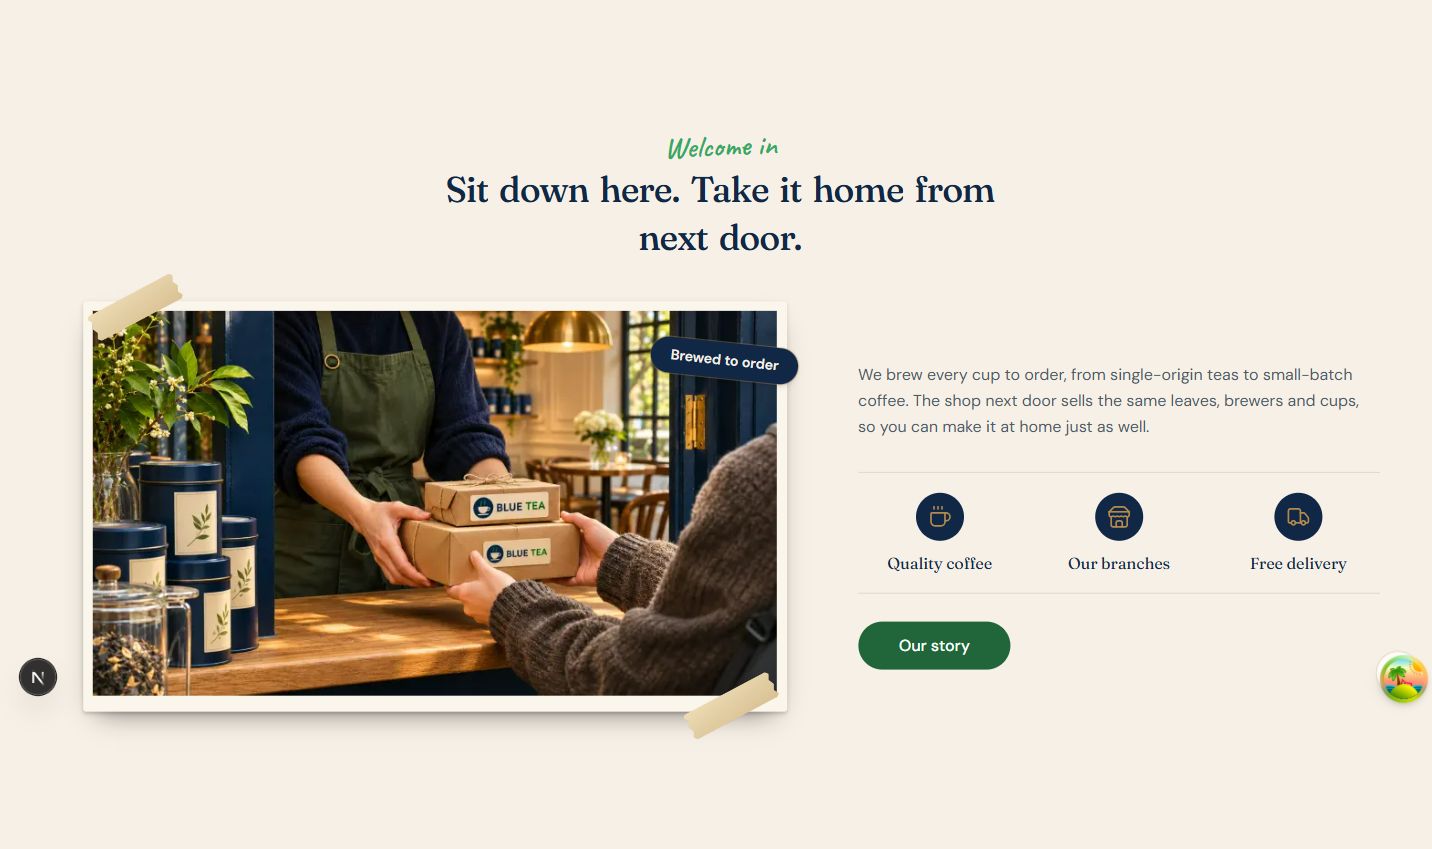 Welcome in
Sit down here. Take it home from
next door.
Brewed to order
BLUE TEA
BLUE TEA
We brew every cup to order, from single-origin teas to small-batch
coffee. The shop next door sells the same leaves, brewers and cups,
so you can make it at home just as well.
Quality coffee
Our branches
Free delivery
Our story
N